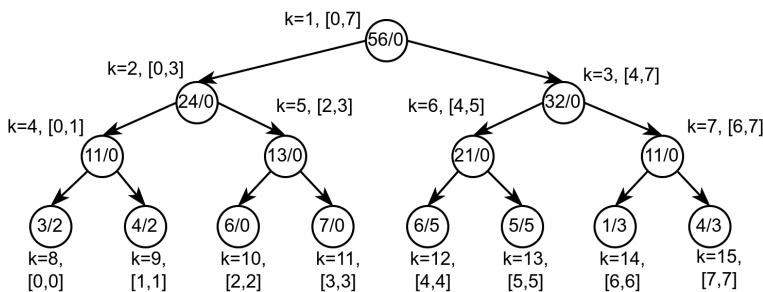 k=1, [0,7]
56/0
k=2, [0,3]
k=3, [4,7]
24/0
32/0
k=4, [0,1]
k=5, [2,3]
k=6, [4,5]
k=7, [6,7]
11/0
13/0
21/0
11/0
3/2
4/2
6/0
7/0
6/5
5/5
1/3
4/3
k=8,
[0,0]
k=9,
[1,1]
k=10,
[2,2]
k=11,
[3,3]
k=12,
[4,4]
k=13,
[5,5]
k=14,
[6,6]
k=15,
[7,7]